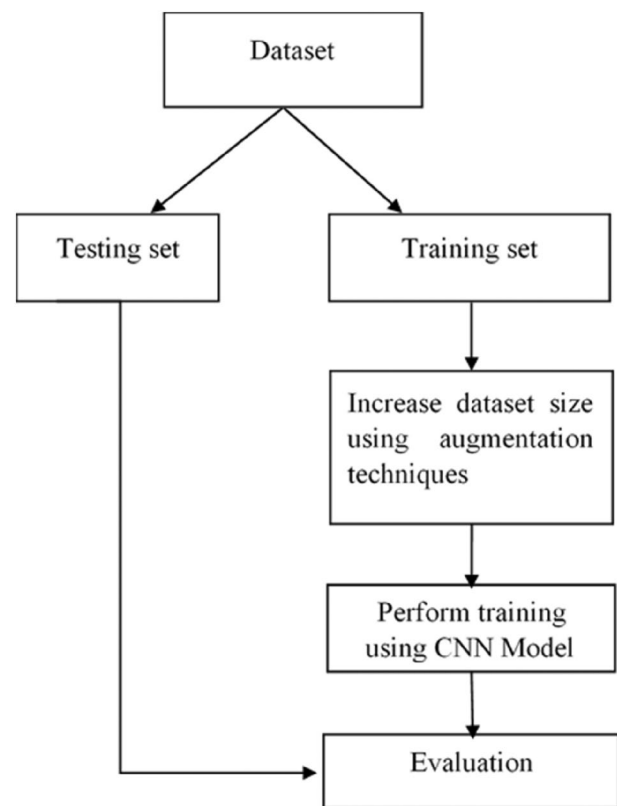 Dataset
Testing set
Training set
Increase dataset size
using augmentation
techniques
Perform training
using CNN Model
Evaluation